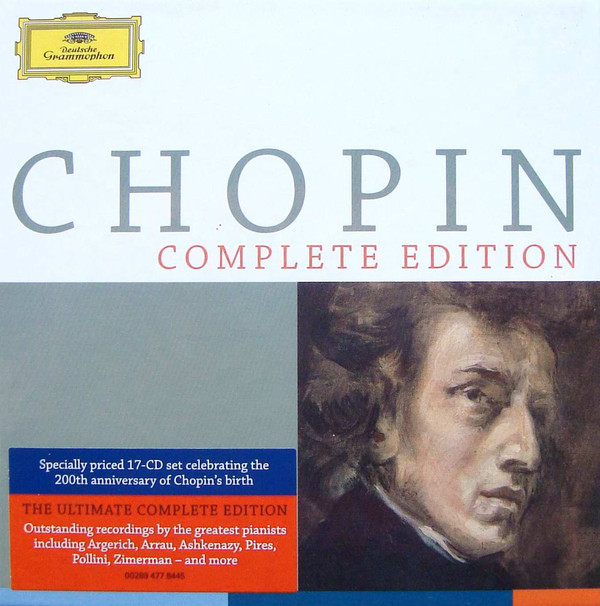 Deutsche
Grammophon
CHOPIN
COMPLETE EDITION
Specially priced 17-CD set celebrating the
200th anniversary of Chopin's birth
THE ULTIMATE COMPLETE EDITION
Outstanding recordings by the greatest pianists
including Argerich, Arrau, Ashkenazy, Pires,
Pollini, Zimerman – and more
00289 477 8445